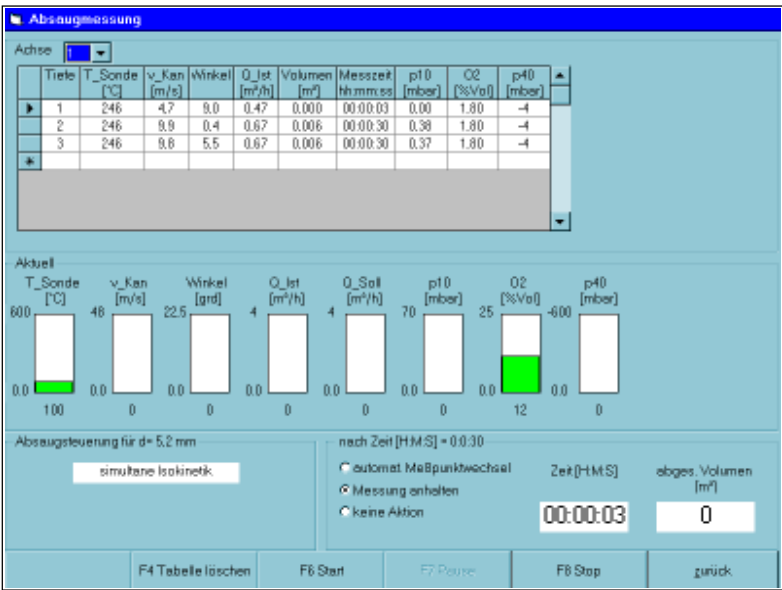 Absaugmessung
Achse 1
Tiefe T_Sonde v_Kan Winkel Q_Ist Volumen Messzeit p10 O2 p40
[°C] [m/s] [m³/h] [m³] hh:mm:ss [mbar] [%Vol] [mbar]
1 246 4.7 9.0 0.47 0.000 00:00:03 0.00 1.80 -4
2 246 9.9 0.4 0.67 0.006 00:00:30 0.38 1.80 -4
3 246 9.8 5.5 0.67 0.006 00:00:30 0.37 1.80 -4
*
Aktuell
T_Sonde v_Kan Winkel Q_Ist Q_Soll p10 O2 p40
[°C] [m/s] [grd] [m³/h] [m³/h] [mbar] [%Vol] [mbar]
600 48 22.5 4 4 70 25 -600
0.0 0.0 0.0 0.0 0.0 0.0 0.0 0.0
100 0 0 0 0 0 12 0
Absaugsteuerung für d= 5.2 mm
simultane Isokinetik
nach Zeit [H:M:S] = 0:0:30
automat. Meßpunktwechsel
Messung anhalten
keine Aktion
Zeit [H:M:S]
00:00:03
abges. Volumen
[m³]
0
F4 Tabelle löschen F6 Start F7 Pause F8 Stop zurück